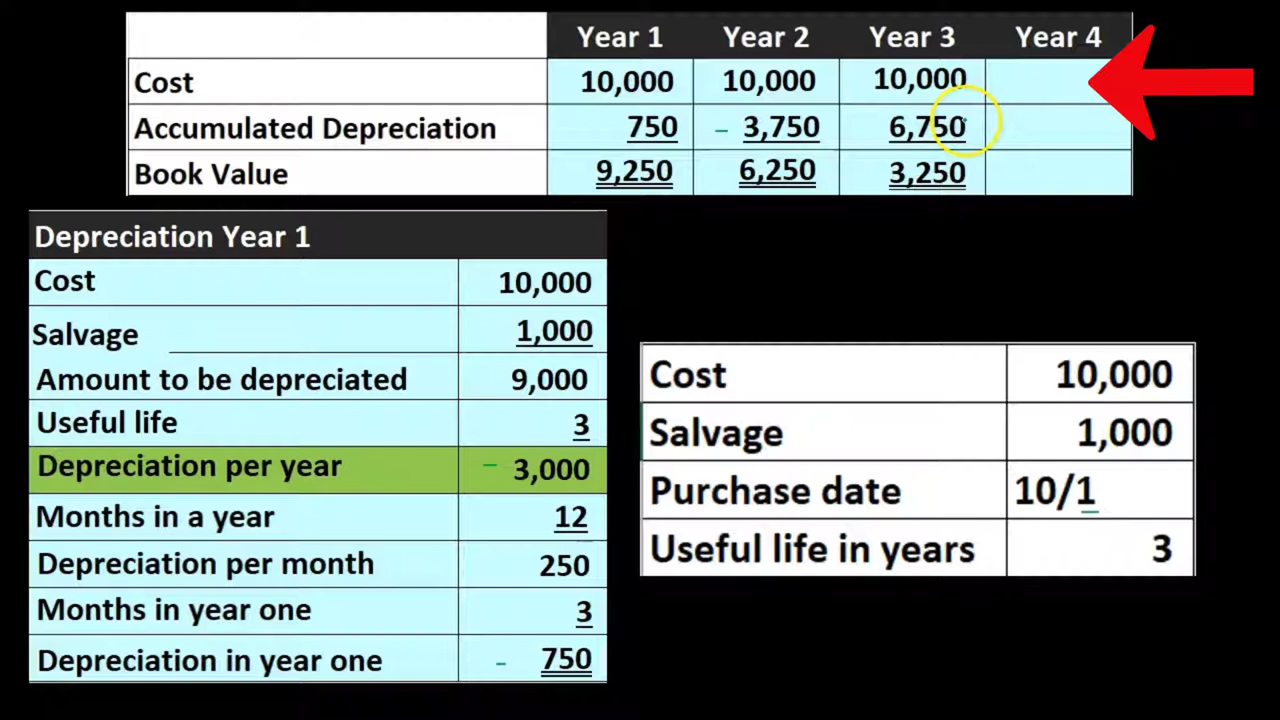 Year 1 Year 2 Year 3 Year 4
Cost 10,000 10,000 10,000
Accumulated Depreciation 750 – 3,750 6,750
Book Value 9,250 6,250 3,250
Depreciation Year 1
Cost 10,000
Salvage 1,000
Amount to be depreciated 9,000
Useful life 3
Depreciation per year – 3,000
Months in a year 12
Depreciation per month 250
Months in year one 3
Depreciation in year one – 750
Cost 10,000
Salvage 1,000
Purchase date 10/1
Useful life in years 3